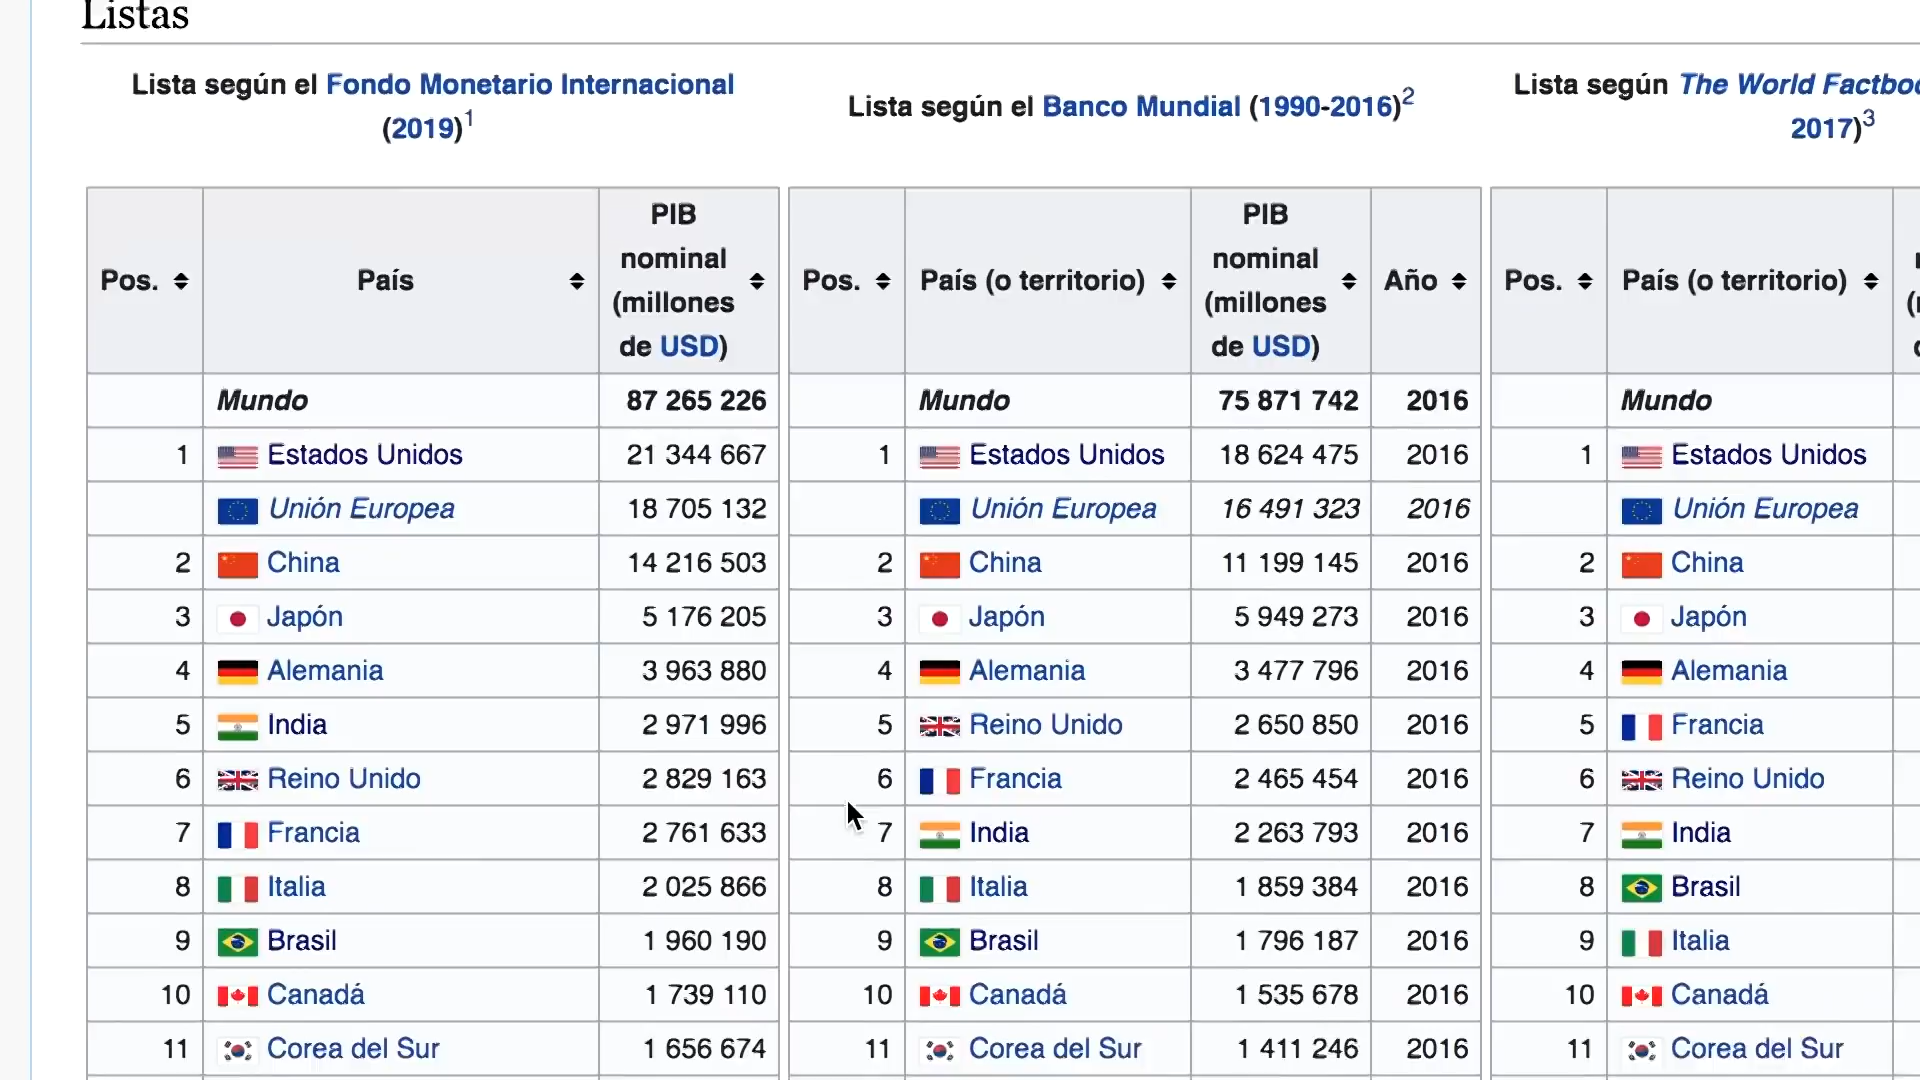 Listas
Lista según el Fondo Monetario Internacional
(2019)1
Pos. País PIB nominal (millones de USD)
Mundo 87 265 226
1 Estados Unidos 21 344 667
Unión Europea 18 705 132
2 China 14 216 503
3 Japón 5 176 205
4 Alemania 3 963 880
5 India 2 971 996
6 Reino Unido 2 829 163
7 Francia 2 761 633
8 Italia 2 025 866
9 Brasil 1 960 190
10 Canadá 1 739 110
11 Corea del Sur 1 656 674
Lista según el Banco Mundial (1990-2016)2
Pos. País (o territorio) PIB nominal (millones de USD) Año
Mundo 75 871 742 2016
1 Estados Unidos 18 624 475 2016
Unión Europea 16 491 323 2016
2 China 11 199 145 2016
3 Japón 5 949 273 2016
4 Alemania 3 477 796 2016
5 Reino Unido 2 650 850 2016
6 Francia 2 465 454 2016
7 India 2 263 793 2016
8 Italia 1 859 384 2016
9 Brasil 1 796 187 2016
10 Canadá 1 535 678 2016
11 Corea del Sur 1 411 246 2016
Lista según The World
2017)3
Pos. País (o territorio)
Mundo
1 Estados Unidos
Unión Europea
2 China
3 Japón
4 Alemania
5 Francia
6 Reino Unido
7 India
8 Brasil
9 Italia
10 Canadá
11 Corea del Sur